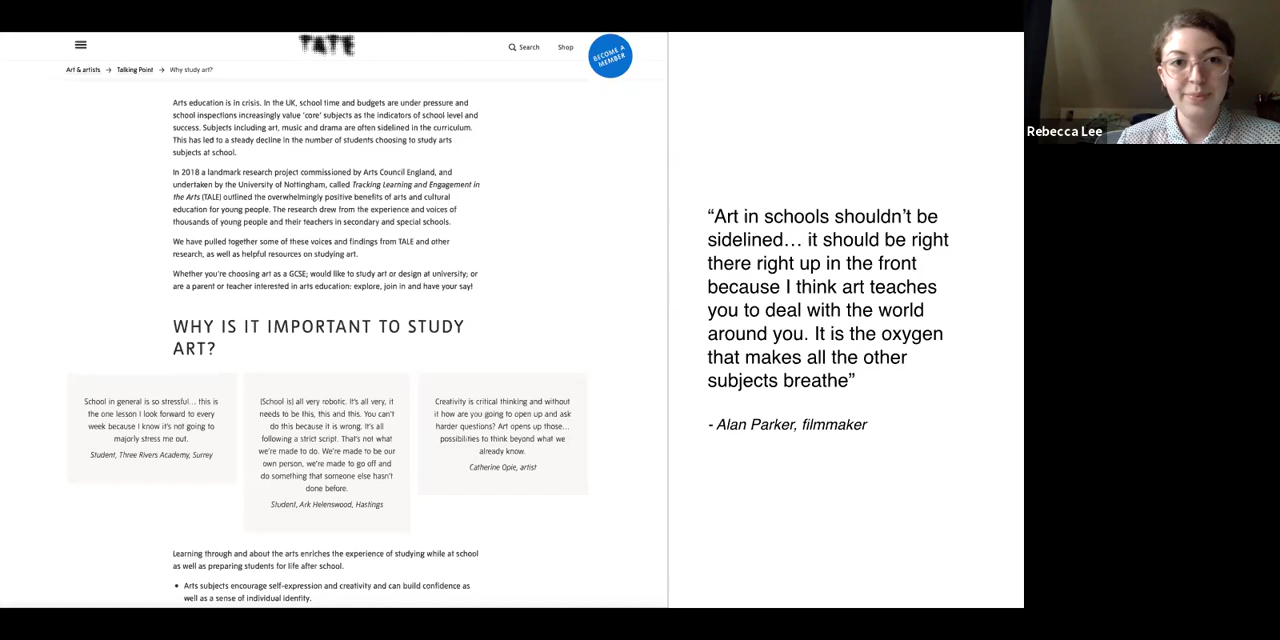 TATE
Search
Shop
BECOME A
MEMBER
Art & artists → Talking Point → Why study art?
Arts education is in crisis. In the UK, school time and budgets are under pressure and
school inspections increasingly value 'core' subjects as the indicators of school level and
success. Subjects including art, music and drama are often sidelined in the curriculum.
This has led to a steady decline in the number of students choosing to study arts
subjects at school.
In 2018 a landmark research project commissioned by Arts Council England, and
undertaken by the University of Nottingham, called Tracking Learning and Engagement in
the Arts (TALE) outlined the overwhelmingly positive benefits of arts and cultural
education for young people. The research drew from the experience and voices of
thousands of young people and their teachers in secondary and special schools.
We have pulled together some of these voices and findings from TALE and other
research, as well as helpful resources on studying art.
Whether you're choosing art as a GCSE; would like to study art or design at university; or
are a parent or teacher interested in arts education: explore, join in and have your say!
WHY IS IT IMPORTANT TO STUDY
ART?
School in general is so stressful... this is
the one lesson I look forward to every
week because I know it's not going to
majorly stress me out.
Student, Three Rivers Academy, Surrey
[School is] all very robotic. It's all very, it
needs to be this, this and this. You can't
do this because it is wrong. It's all
following a strict script. That's not what
we're made to do. We're made to be our
own person, we're made to go off and
do something that someone else hasn't
done before.
Student, Ark Helenswood, Hastings
Creativity is critical thinking and without
it how are you going to open up and ask
harder questions? Art opens up those...
possibilities to think beyond what we
already know.
Catherine Opie, artist
Learning through and about the arts enriches the experience of studying while at school
as well as preparing students for life after school.
• Arts subjects encourage self-expression and creativity and can build confidence as
well as a sense of individual identity.
“Art in schools shouldn’t be
sidelined… it should be right
there right up in the front
because I think art teaches
you to deal with the world
around you. It is the oxygen
that makes all the other
subjects breathe”
- Alan Parker, filmmaker
Rebecca Lee